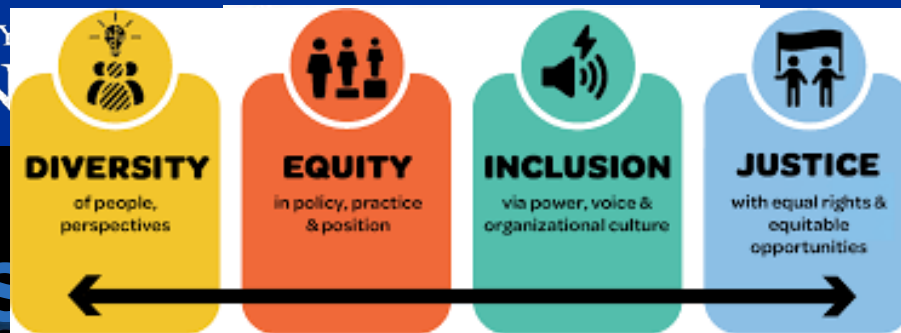 DIVERSITY
of people,
perspectives
EQUITY
in policy, practice
& position
INCLUSION
via power, voice &
organizational culture
JUSTICE
with equal rights &
equitable
opportunities